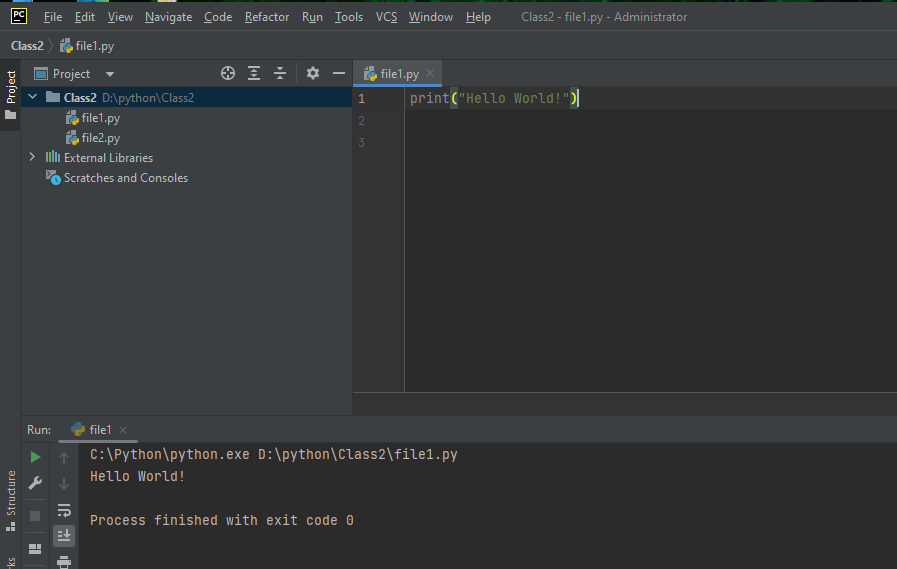 PC File Edit View Navigate Code Refactor Run Tools VCS Window Help Class2 - file1.py - Administrator
Class2 file1.py
Project
Project
Class2 D:\python\Class2
file1.py
file2.py
External Libraries
Scratches and Consoles
file1.py
1 print("Hello World!")
2
3
Run: file1
C:\Python\python.exe D:\python\Class2\file1.py
Hello World!
Process finished with exit code 0
Structure